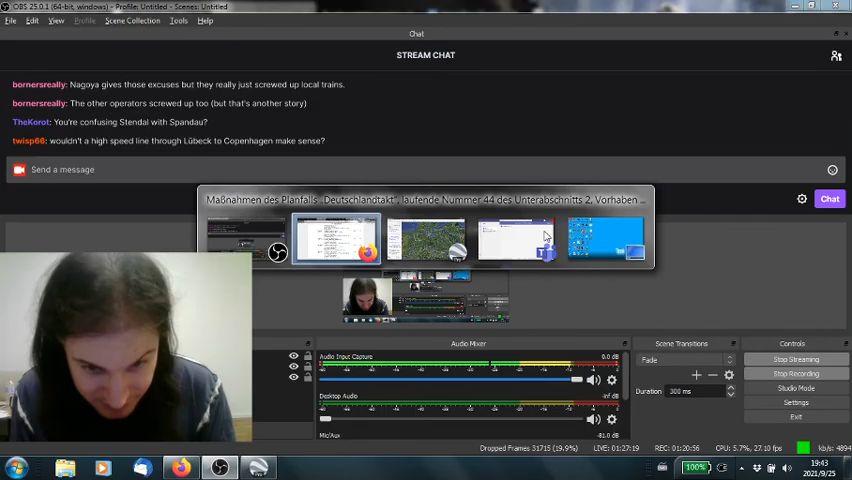 OBS 25.0.1 (64-bit, windows) - Profile: Untitled - Scenes: Untitled
File Edit View Profile Scene Collection Tools Help
Chat
STREAM CHAT
bornersreally: Nagoya gives those excuses but they really just screwed up local trains.
bornersreally: The other operators screwed up too (but that's another story)
TheKorot: You're confusing Stendal with Spandau?
twisp66: wouldn't a high speed line through Lübeck to Copenhagen make sense?
Send a message
Chat
Maßnahmen des Planfalls „Deutschlandtakt", laufende Nummer 44 des Unterabschnitts 2, Vorhaben ...
Audio Mixer
Scene Transitions
Controls
Audio Input Capture 0.0 dB
Fade
Stop Streaming
Stop Recording
Duration 300 ms
Studio Mode
Desktop Audio -inf dB
Settings
Exit
Mic/Aux -81.0 dB
Dropped Frames 31715 (19.9%) LIVE: 01:27:19 REC: 01:20:56 CPU: 5.7%, 27.10 fps kb/s: 4894
100%
19:43
2021/9/25